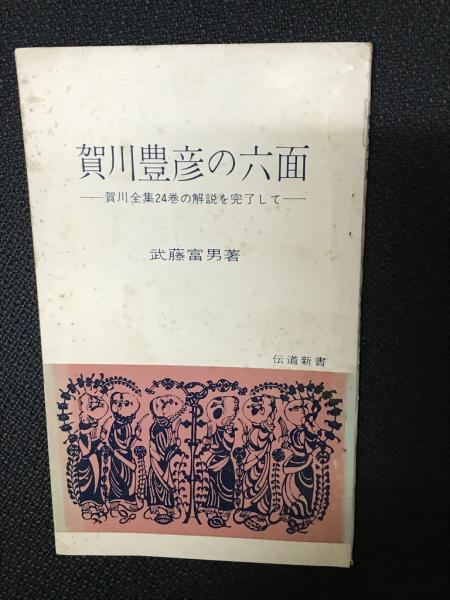 賀川豊彦の六面
——賀川全集24巻の解説を完了して——
武藤富男著
伝道新書